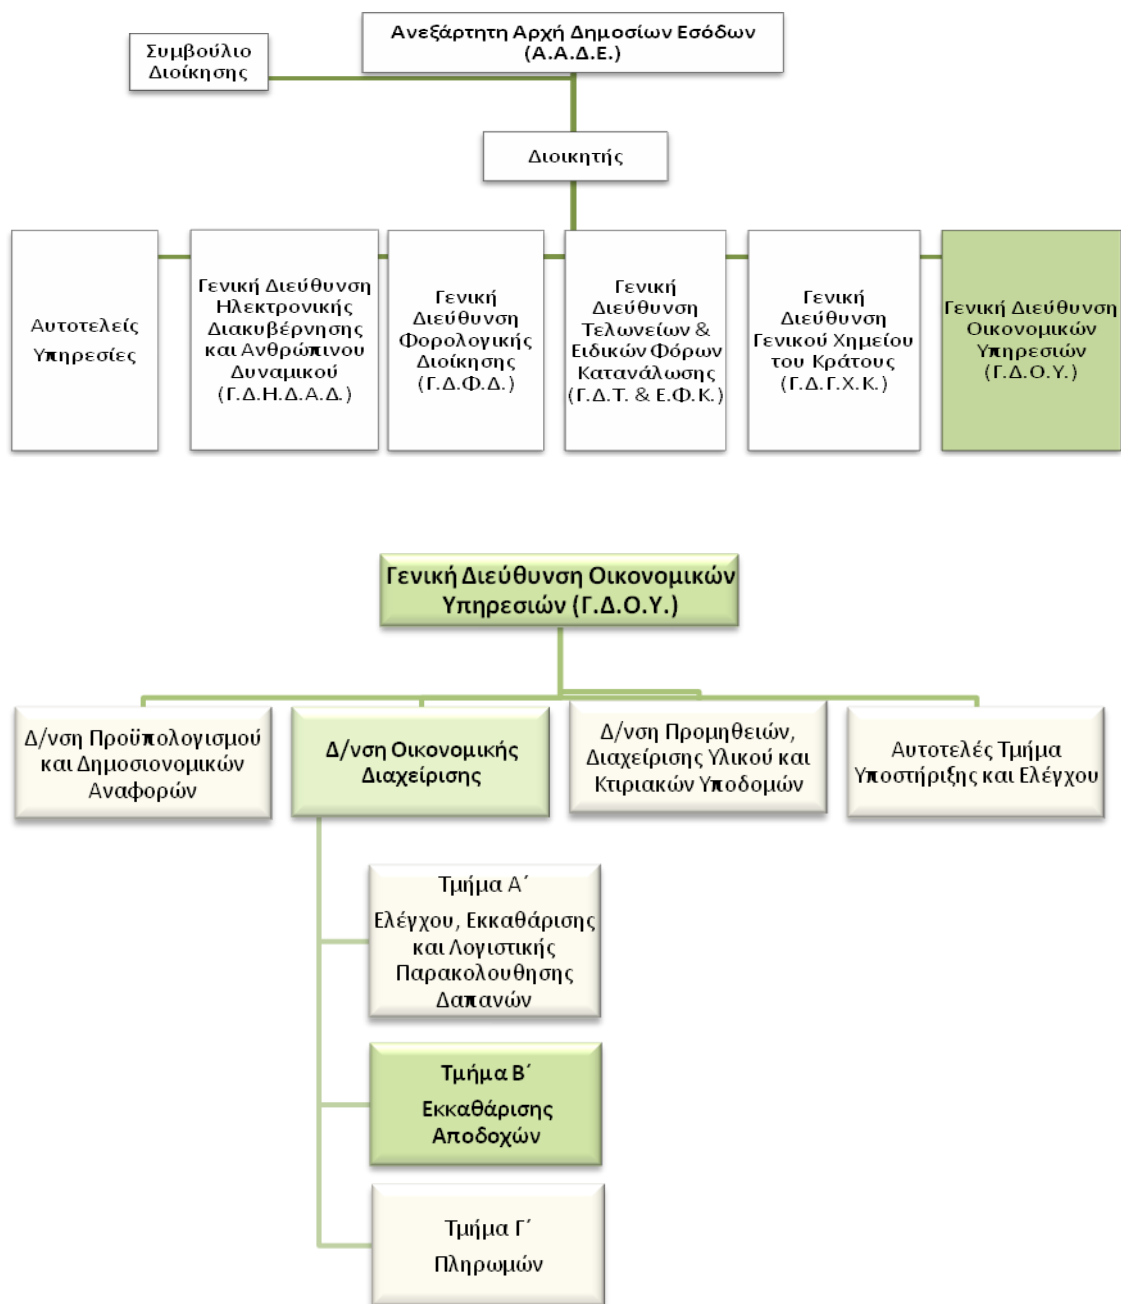 Ανεξάρτητη Αρχή Δημοσίων Εσόδων
(Α.Α.Δ.Ε.)
Συμβούλιο
Διοίκησης
Διοικητής
Αυτοτελείς
Υπηρεσίες
Γενική Διεύθυνση
Ηλεκτρονικής
Διακυβέρνησης
και Ανθρώπινου
Δυναμικού
(Γ.Δ.Η.Δ.Α.Δ.)
Γενική
Διεύθυνση
Φορολογικής
Διοίκησης
(Γ.Δ.Φ.Δ.)
Γενική
Διεύθυνση
Τελωνείων &
Ειδικών Φόρων
Κατανάλωσης
(Γ.Δ.Τ. & Ε.Φ.Κ.)
Γενική
Διεύθυνση
Γενικού Χημείου
του Κράτους
(Γ.Δ.Γ.Χ.Κ.)
Γενική Διεύθυνση
Οικονομικών
Υπηρεσιών
(Γ.Δ.Ο.Υ.)
Γενική Διεύθυνση Οικονομικών
Υπηρεσιών (Γ.Δ.Ο.Υ.)
Δ/νση Προϋπολογισμού
και Δημοσιονομικών
Αναφορών
Δ/νση Οικονομικής
Διαχείρισης
Δ/νση Προμηθειών,
Διαχείρισης Υλικού και
Κτιριακών Υποδομών
Αυτοτελές Τμήμα
Υποστήριξης και Ελέγχου
Τμήμα Α΄
Ελέγχου, Εκκαθάρισης
και Λογιστικής
Παρακολουθησης
Δαπανών
Τμήμα Β΄
Εκκαθάρισης
Αποδοχών
Τμήμα Γ΄
Πληρωμών